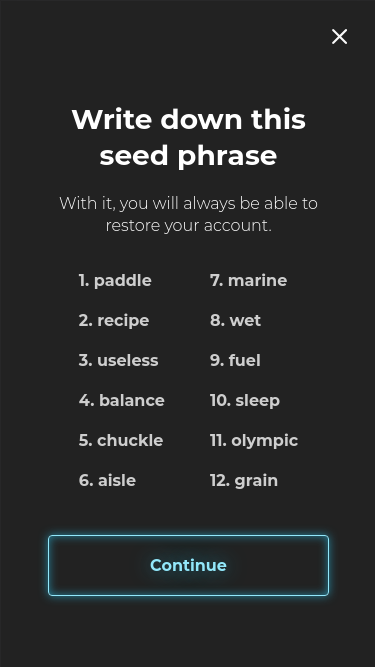 Write down this
seed phrase
With it, you will always be able to
restore your account.
1. paddle
2. recipe
3. useless
4. balance
5. chuckle
6. aisle
7. marine
8. wet
9. fuel
10. sleep
11. olympic
12. grain
Continue